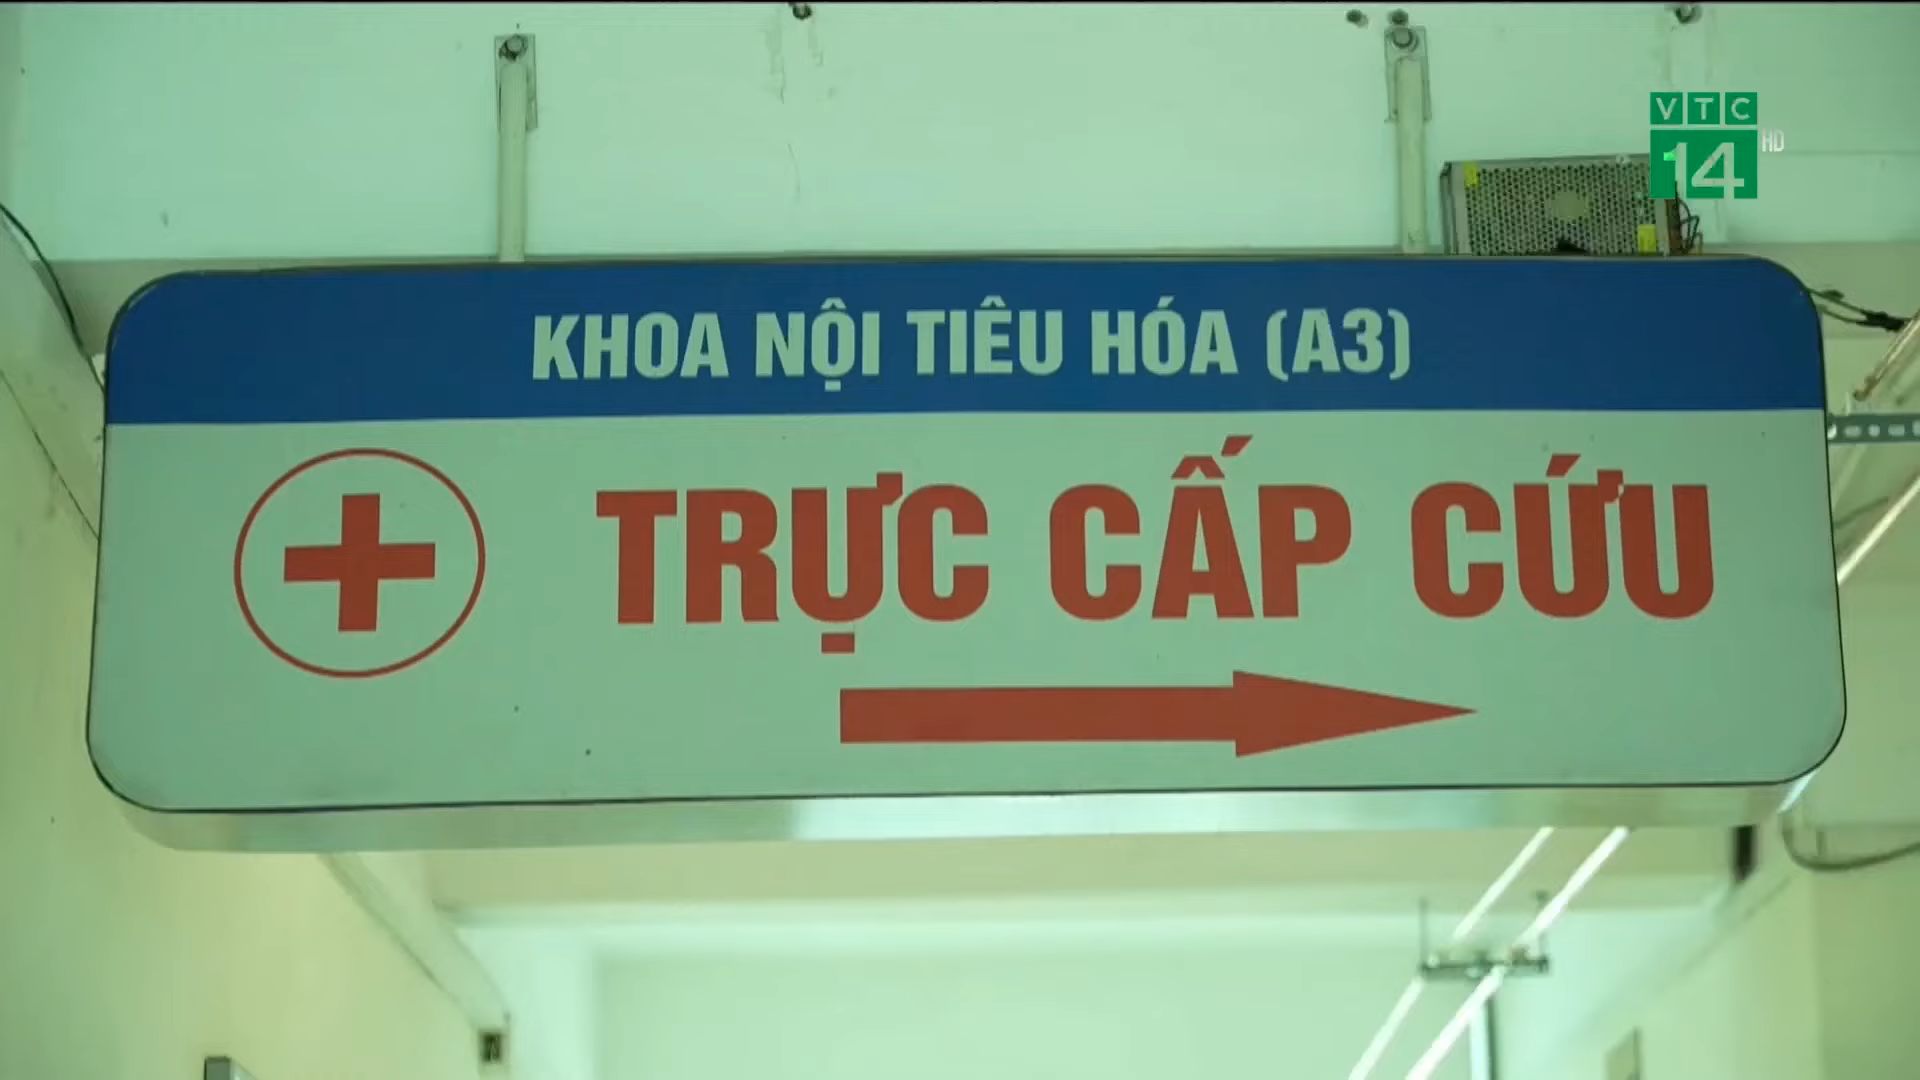 VTC
14 HD
KHOA NỘI TIÊU HÓA (A3)
TRỰC CẤP CỨU